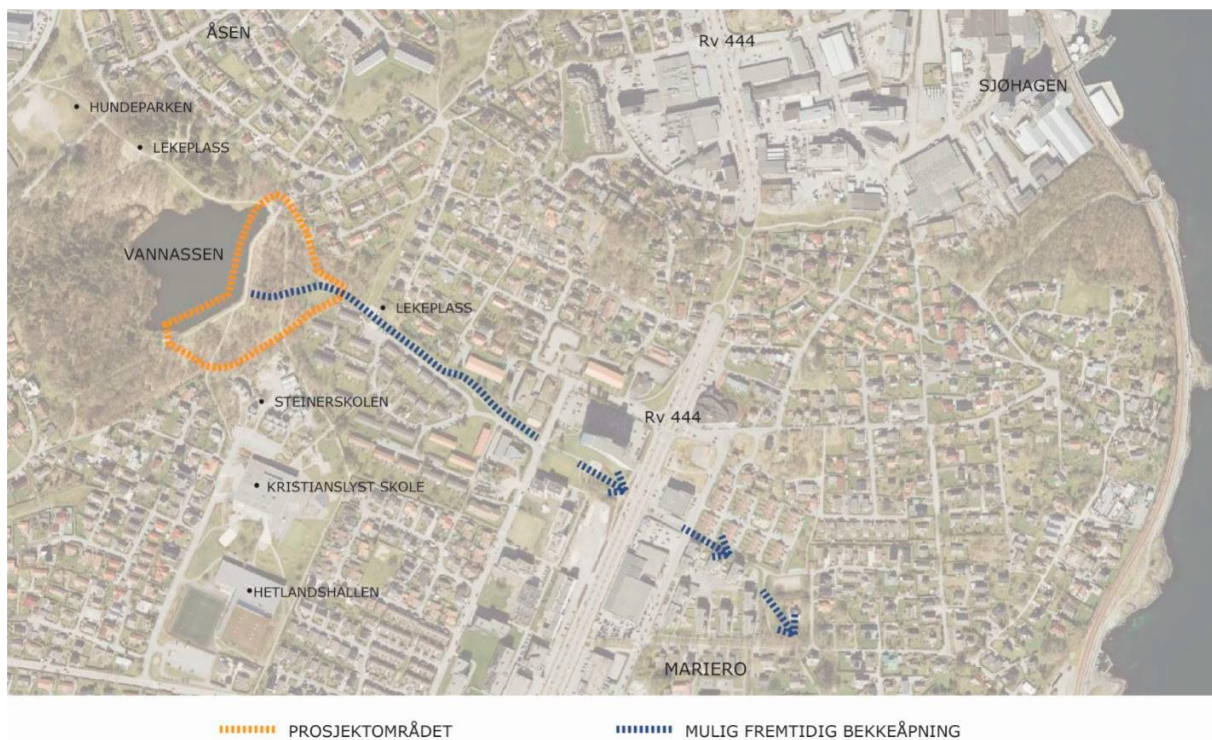 ÅSEN
Rv 444
SJØHAGEN
HUNDEPARKEN
LEKEPLASS
VANNASSEN
LEKEPLASS
STEINERSKOLEN
Rv 444
KRISTIANSLYST SKOLE
HETLANDSHALLEN
MARIERO
PROSJEKTOMRÅDET
MULIG FREMTIDIG BEKKEÅPNING